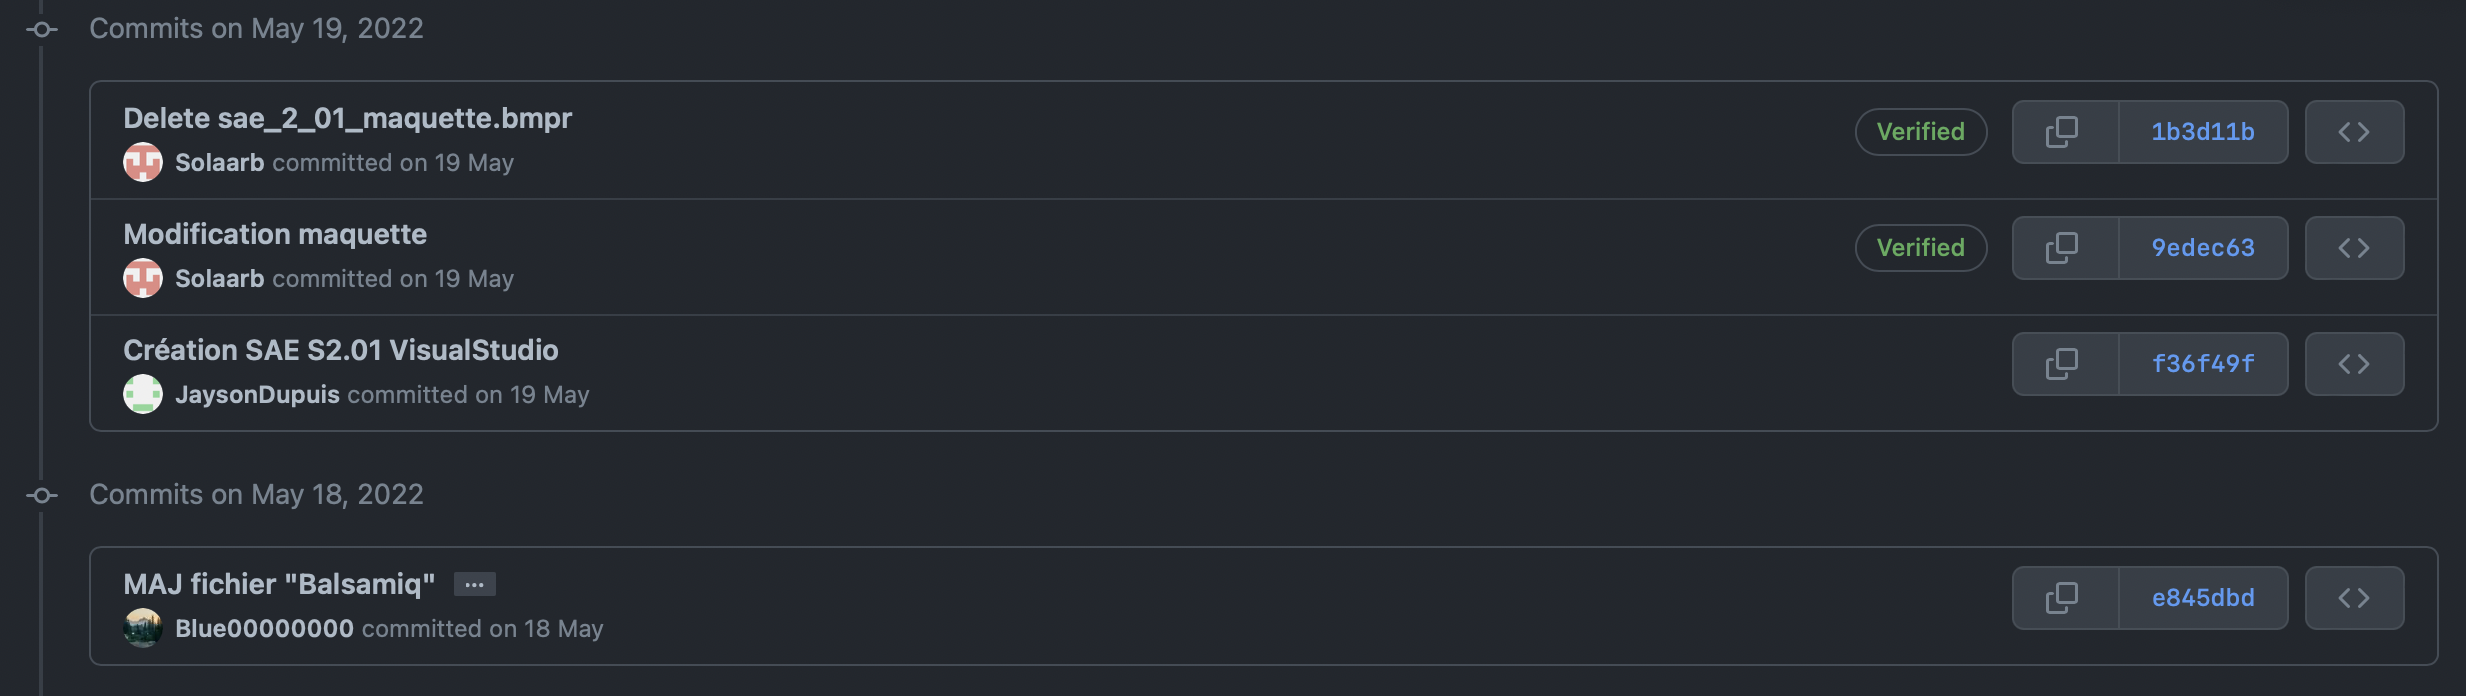 Commits on May 19, 2022
Delete sae_2_01_maquette.bmpr
Solaarb committed on 19 May
Verified
1b3d11b
Modification maquette
Solaarb committed on 19 May
Verified
9edec63
Création SAE S2.01 VisualStudio
JaysonDupuis committed on 19 May
f36f49f
Commits on May 18, 2022
MAJ fichier "Balsamiq" …
Blue00000000 committed on 18 May
e845dbd